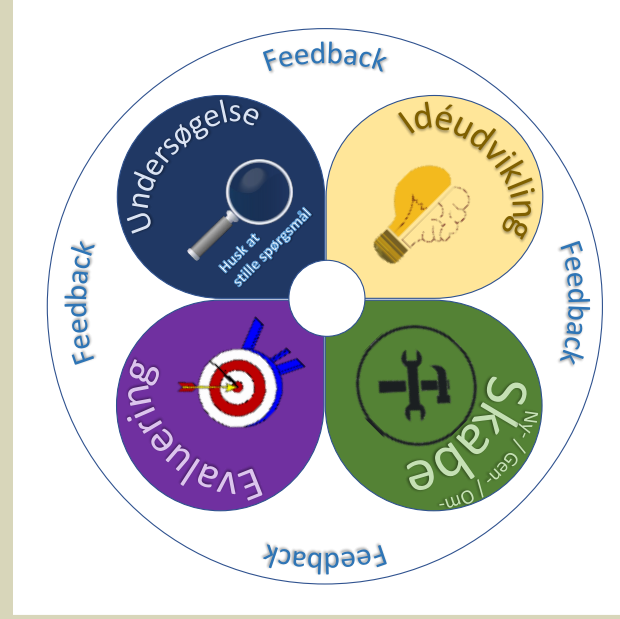 Feedback
Undersøgelse
Husk at
stille spørgsmål
Idéudvikling
Feedback
Feedback
Evaluering
Skabe
Ny- / Gen- / Om-
Feedback